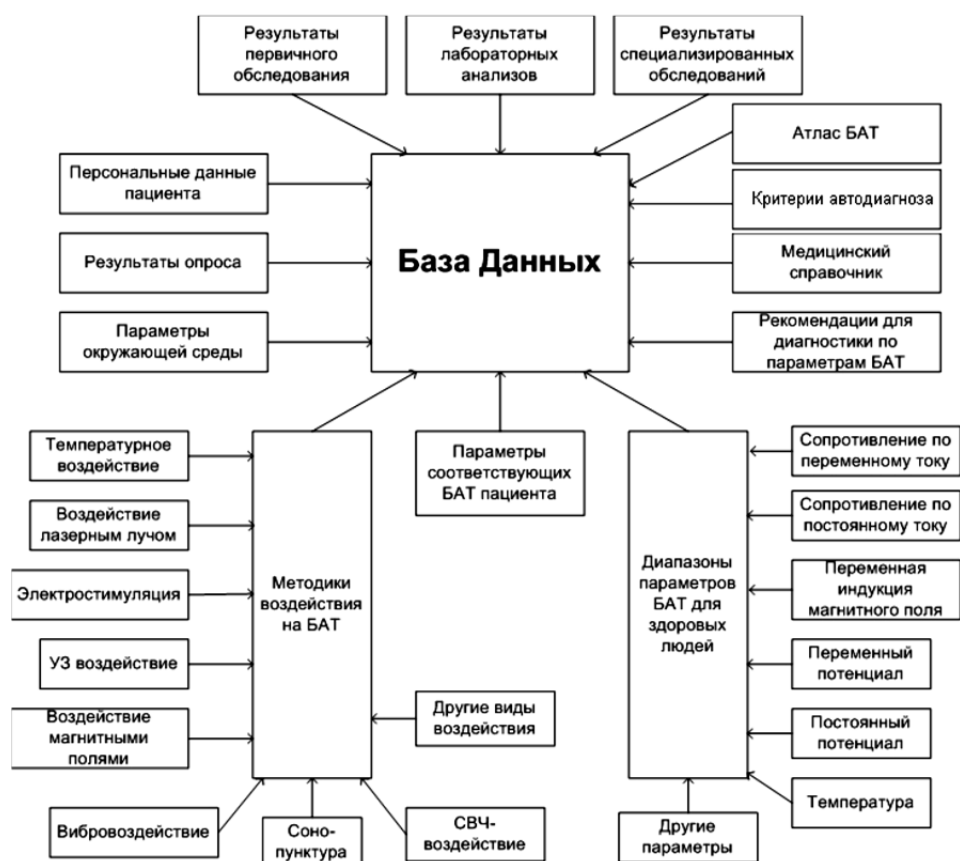 Результаты
первичного
обследования
Результаты
лабораторных
анализов
Результаты
специализированных
обследований
Атлас БАТ
Персональные данные
пациента
Критерии автодиагноза
База Данных
Результаты опроса
Медицинский
справочник
Параметры
окружающей среды
Рекомендации для
диагностики по
параметрам БАТ
Температурное
воздействие
Воздействие
лазерным лучом
Электростимуляция
УЗ воздействие
Воздействие
магнитными
полями
Вибровоздействие
Соно-
пунктура
СВЧ-
воздействие
Другие виды
воздействия
Методики
воздействия
на БАТ
Параметры
соответствующих
БАТ пациента
Диапазоны
параметров
БАТ для
здоровых
людей
Сопротивление по
переменному току
Сопротивление по
постоянному току
Переменная
индукция
магнитного поля
Переменный
потенциал
Постоянный
потенциал
Температура
Другие
параметры